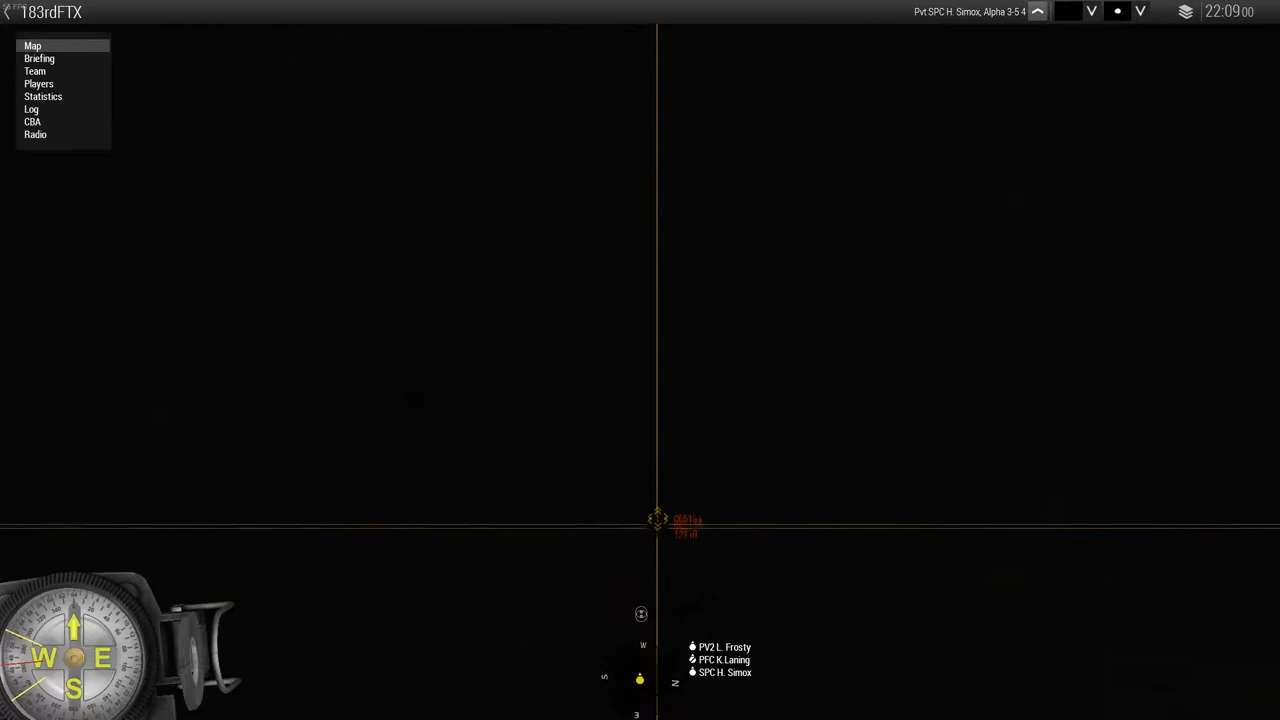 183rdFTX
Pvt SPC H. Simox, Alpha 3-5 4
22:09 00
Map
Briefing
Team
Players
Statistics
Log
CBA
Radio
W E
S
W
S
N
E
PV2 L. Frosty
PFC K.Laning
SPC H. Simox